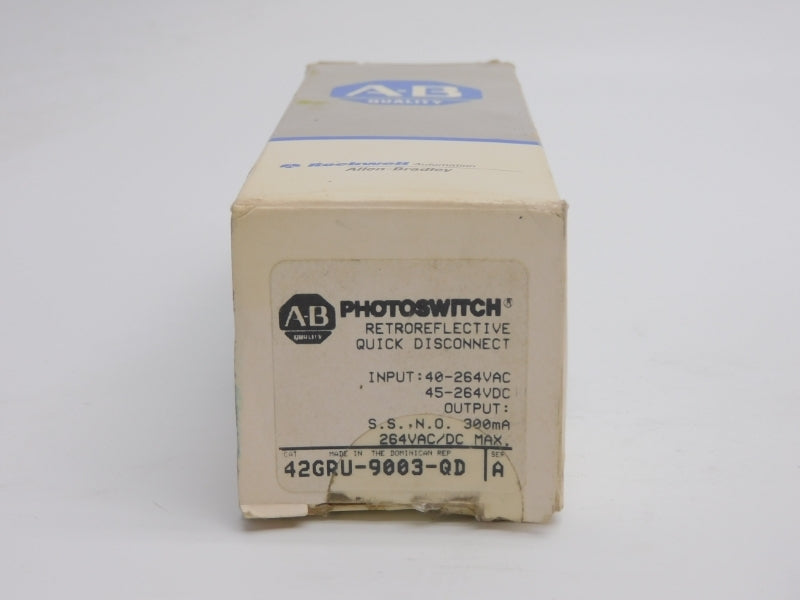 A-B
QUALITY
Rockwell Automation
Allen-Bradley
A-B
QUALITY
PHOTOSWITCH®
RETROREFLECTIVE
QUICK DISCONNECT
INPUT:40-264VAC
45-264VDC
OUTPUT:
S.S.,N.O. 300mA
264VAC/DC MAX.
CAT MADE IN THE DOMINICAN REP SER
42GRU-9003-QD A